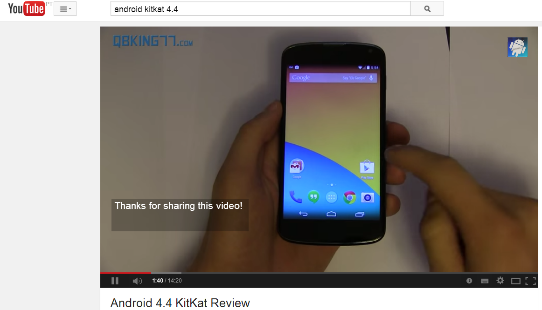 YouTube
android kitkat 4.4
QBKING77.COM
Google
Thanks for sharing this video!
1:40 / 14:20
Android 4.4 KitKat Review